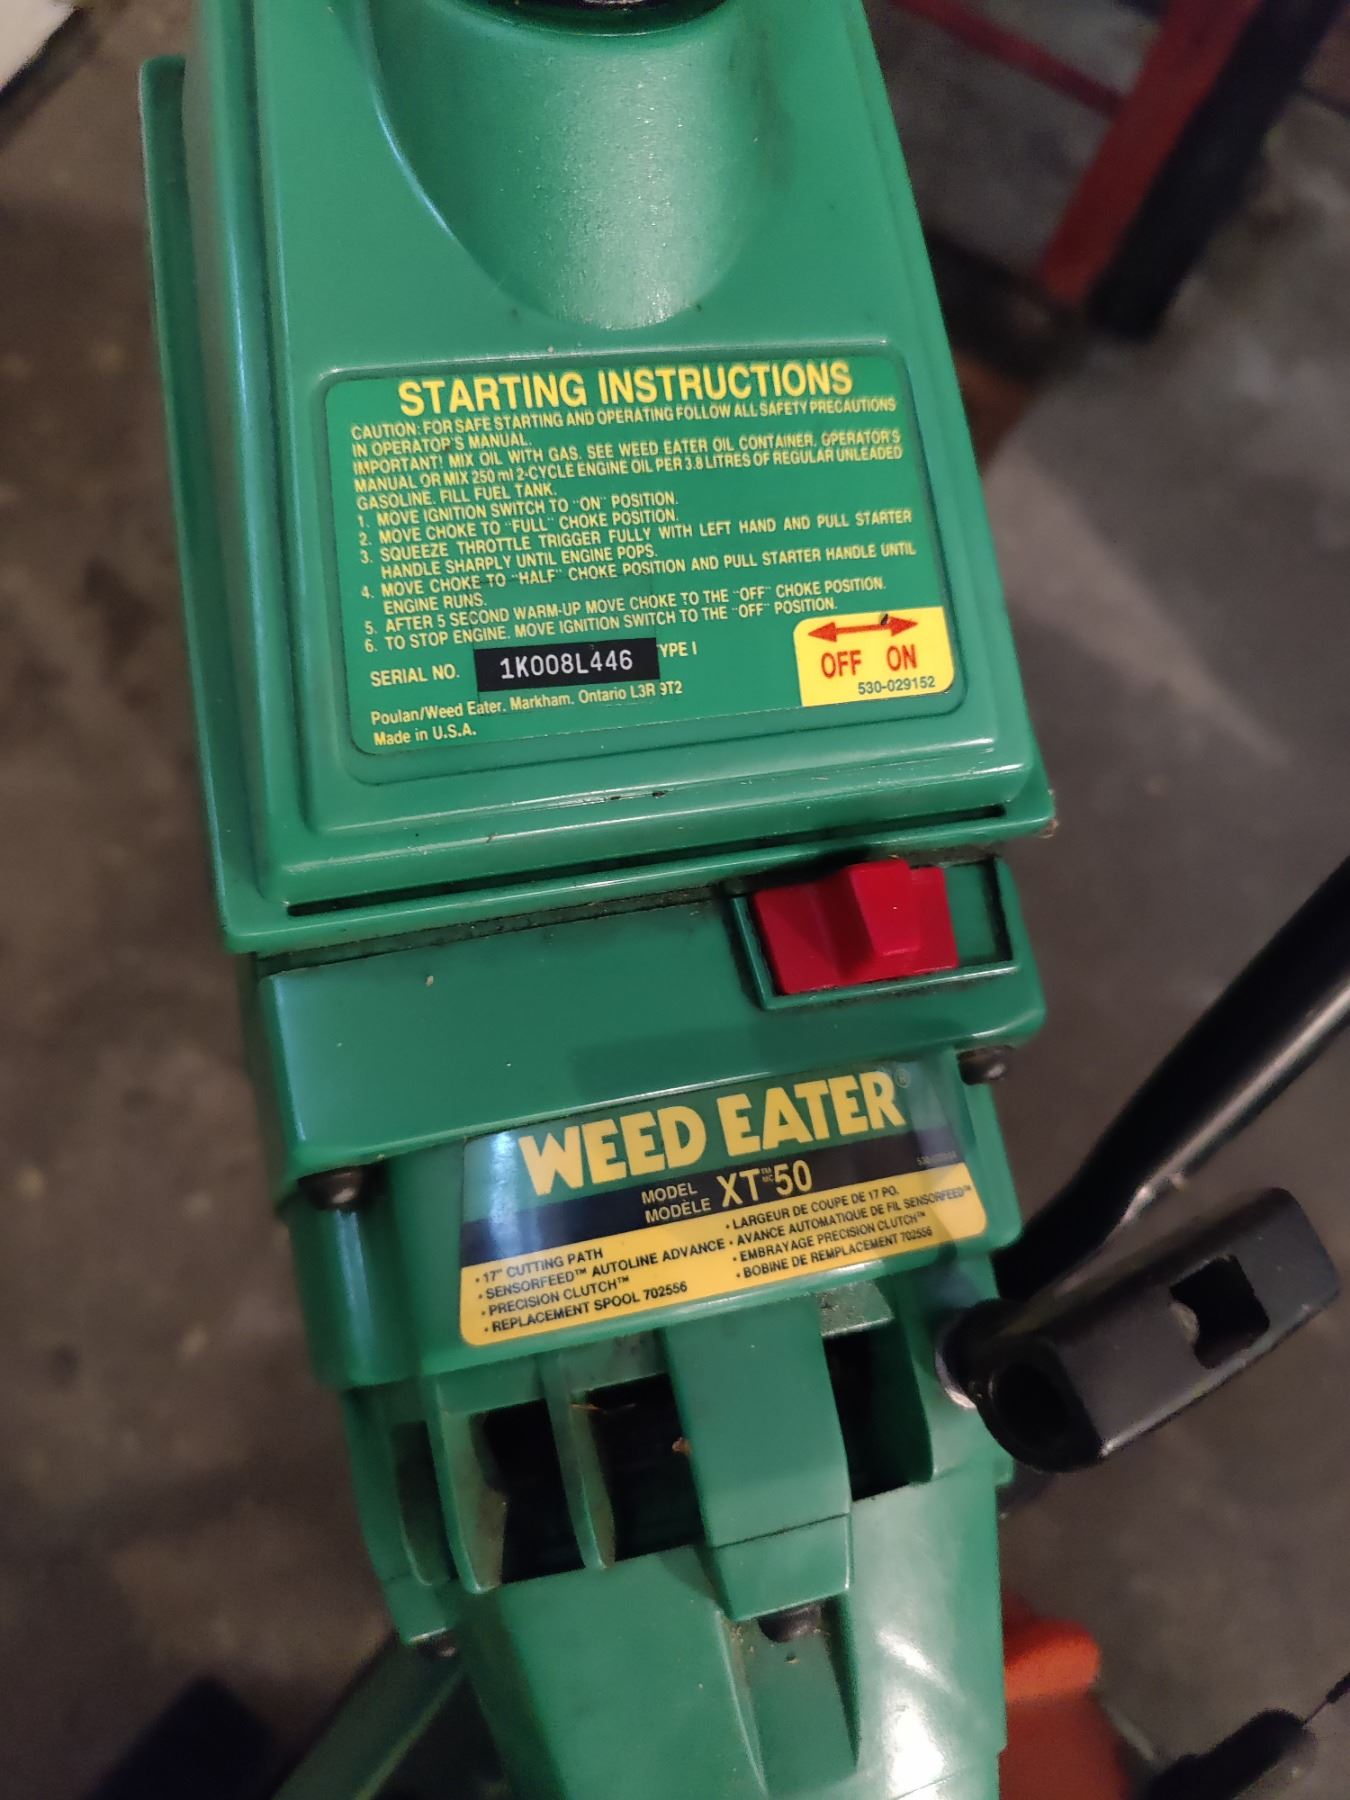 STARTING INSTRUCTIONS
CAUTION: FOR SAFE STARTING AND OPERATING FOLLOW ALL SAFETY PRECAUTIONS
IN OPERATOR'S MANUAL.
IMPORTANT! MIX OIL WITH GAS. SEE WEED EATER OIL CONTAINER, OPERATOR'S
MANUAL OR MIX 250 ml 2-CYCLE ENGINE OIL PER 3.8 LITRES OF REGULAR UNLEADED
GASOLINE. FILL FUEL TANK.
1. MOVE IGNITION SWITCH TO "ON" POSITION.
2. MOVE CHOKE TO "FULL" CHOKE POSITION.
3. SQUEEZE THROTTLE TRIGGER FULLY WITH LEFT HAND AND PULL STARTER
HANDLE SHARPLY UNTIL ENGINE POPS.
4. MOVE CHOKE TO "HALF" CHOKE POSITION AND PULL STARTER HANDLE UNTIL
ENGINE RUNS.
5. AFTER 5 SECOND WARM-UP MOVE CHOKE TO THE "OFF" CHOKE POSITION.
6. TO STOP ENGINE, MOVE IGNITION SWITCH TO THE "OFF" POSITION.
SERIAL NO. 1K008L446 YPE I
Poulan/Weed Eater, Markham, Ontario L3R 9T2
Made in U.S.A.
OFF ON
530-029152
WEED EATER®
MODEL
MODÈLE
XT™ MC 50
• 17" CUTTING PATH
• SENSORFEED™ AUTOLINE ADVANCE
• PRECISION CLUTCH™
• REPLACEMENT SPOOL 702556
• LARGEUR DE COUPE DE 17 PO.
• AVANCE AUTOMATIQUE DE FIL SENSORFEED™
• EMBRAYAGE PRECISION CLUTCH™
• BOBINE DE REMPLACEMENT 702556